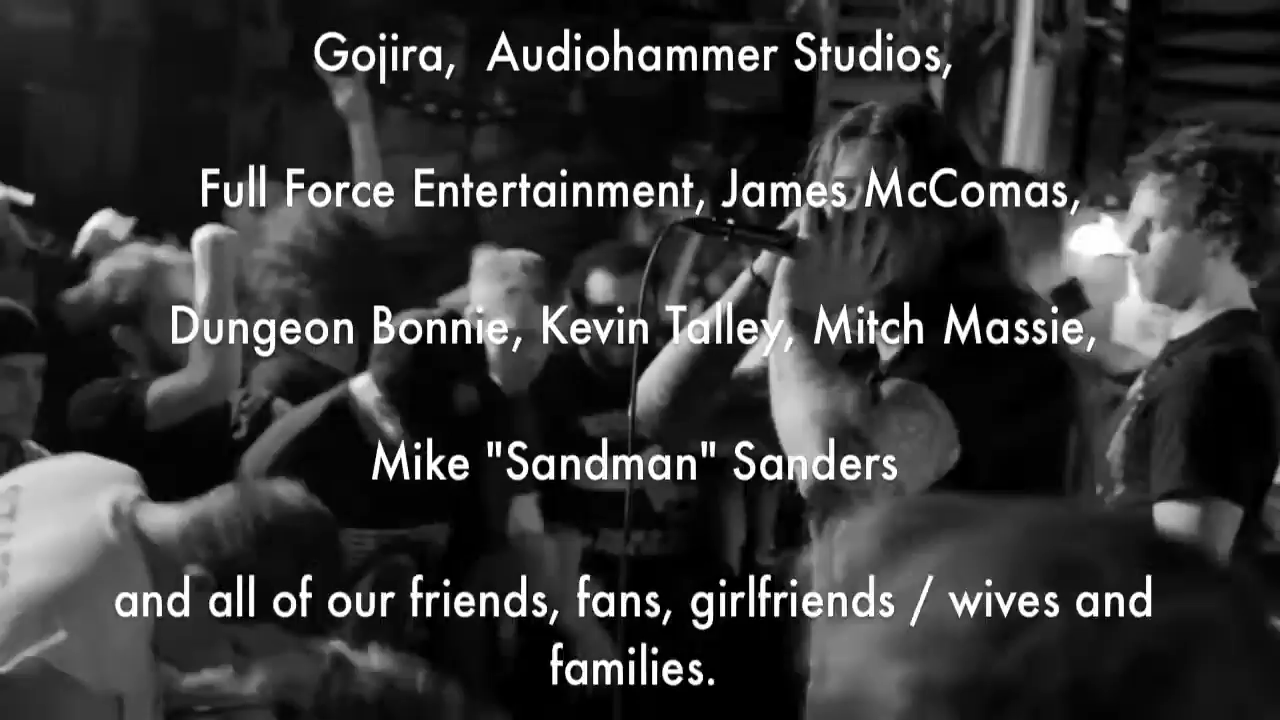 Gojira,  Audiohammer Studios,
Full Force Entertainment, James McComas,
Dungeon Bonnie, Kevin Talley, Mitch Massie,
Mike "Sandman" Sanders
and all of our friends, fans, girlfriends / wives and
families.